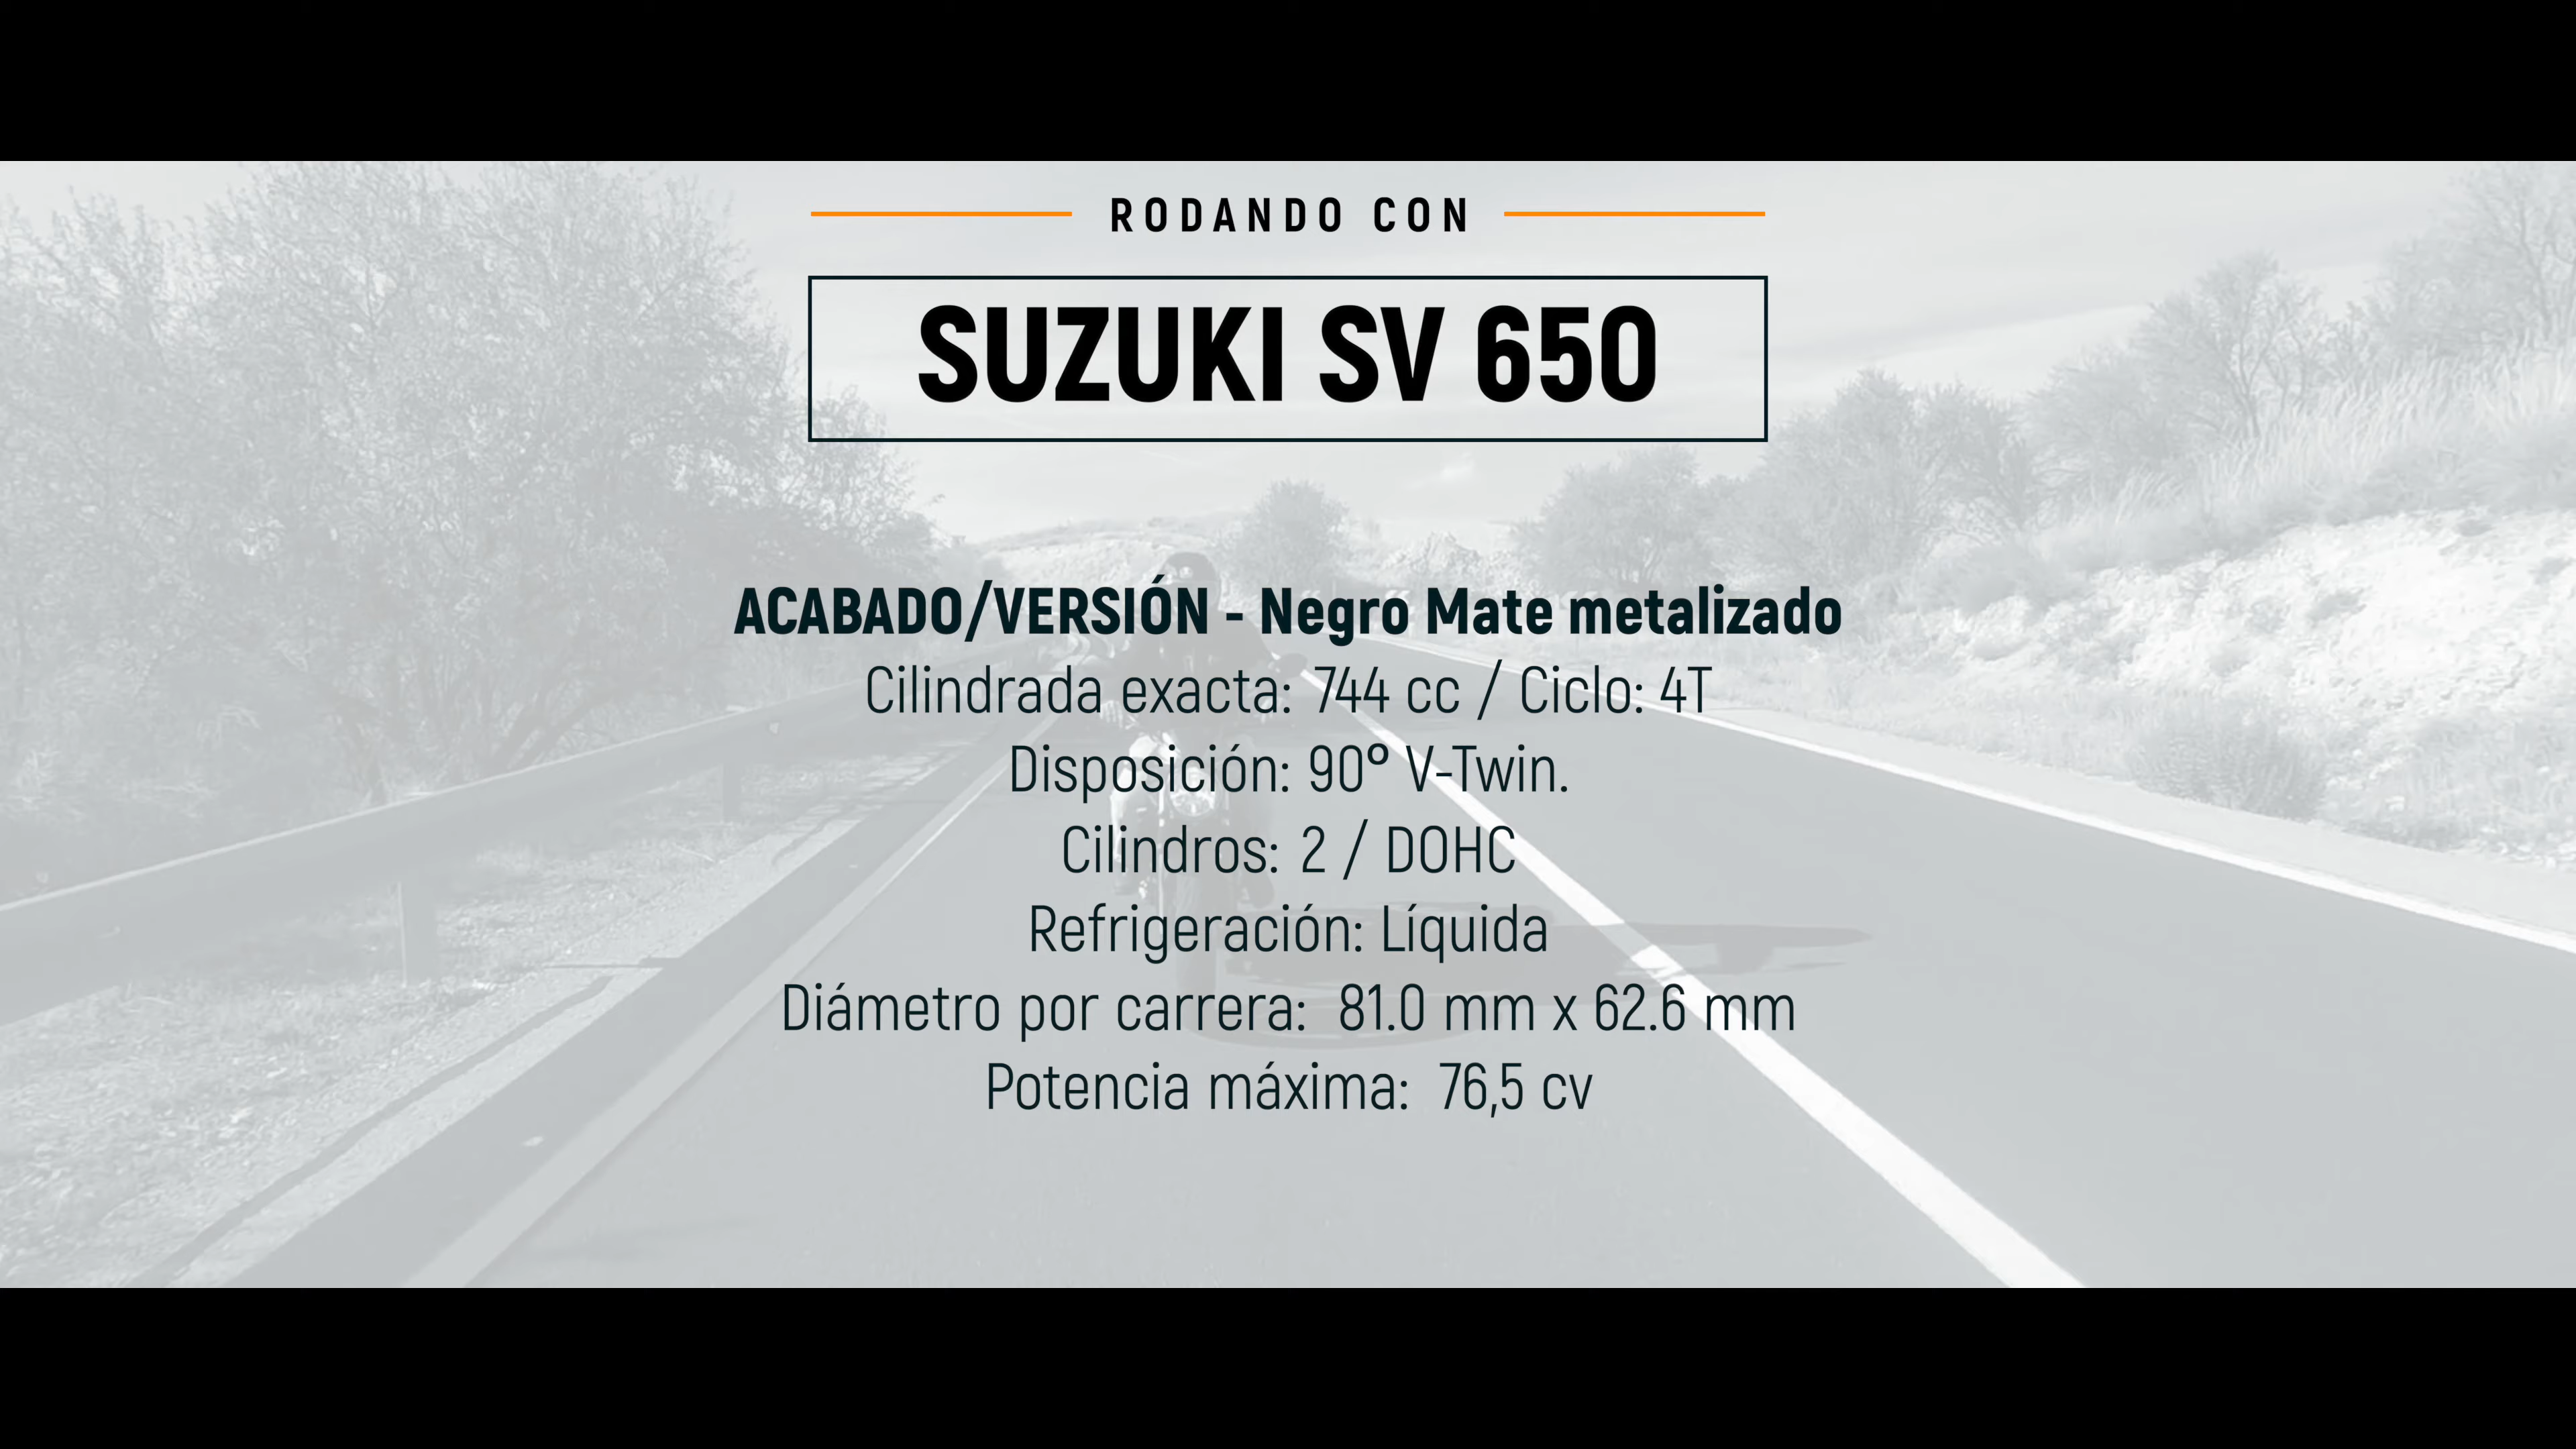 RODANDO CON
SUZUKI SV 650
ACABADO/VERSIÓN - Negro Mate metalizado
Cilindrada exacta: 744 cc / Ciclo: 4T
Disposición: 90º V-Twin.
Cilindros: 2 / DOHC
Refrigeración: Líquida
Diámetro por carrera: 81.0 mm x 62.6 mm
Potencia máxima: 76,5 cv